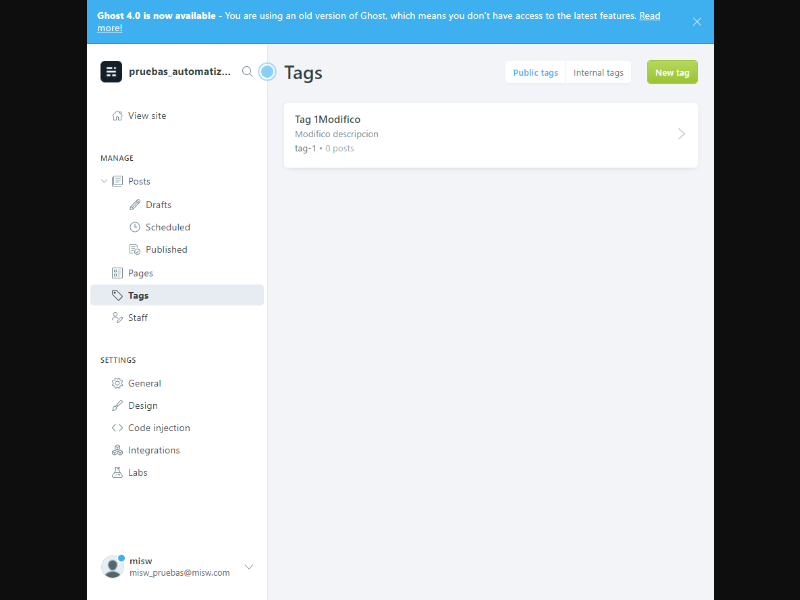 Ghost 4.0 is now available - You are using an old version of Ghost, which means you don't have access to the latest features. Read
more!
pruebas_automatiz...
View site
MANAGE
Posts
Drafts
Scheduled
Published
Pages
Tags
Staff
SETTINGS
General
Design
Code injection
Integrations
Labs
misw
misw_pruebas@misw.com
Tags
Public tags
Internal tags
New tag
Tag 1Modifico
Modifico descripcion
tag-1 • 0 posts